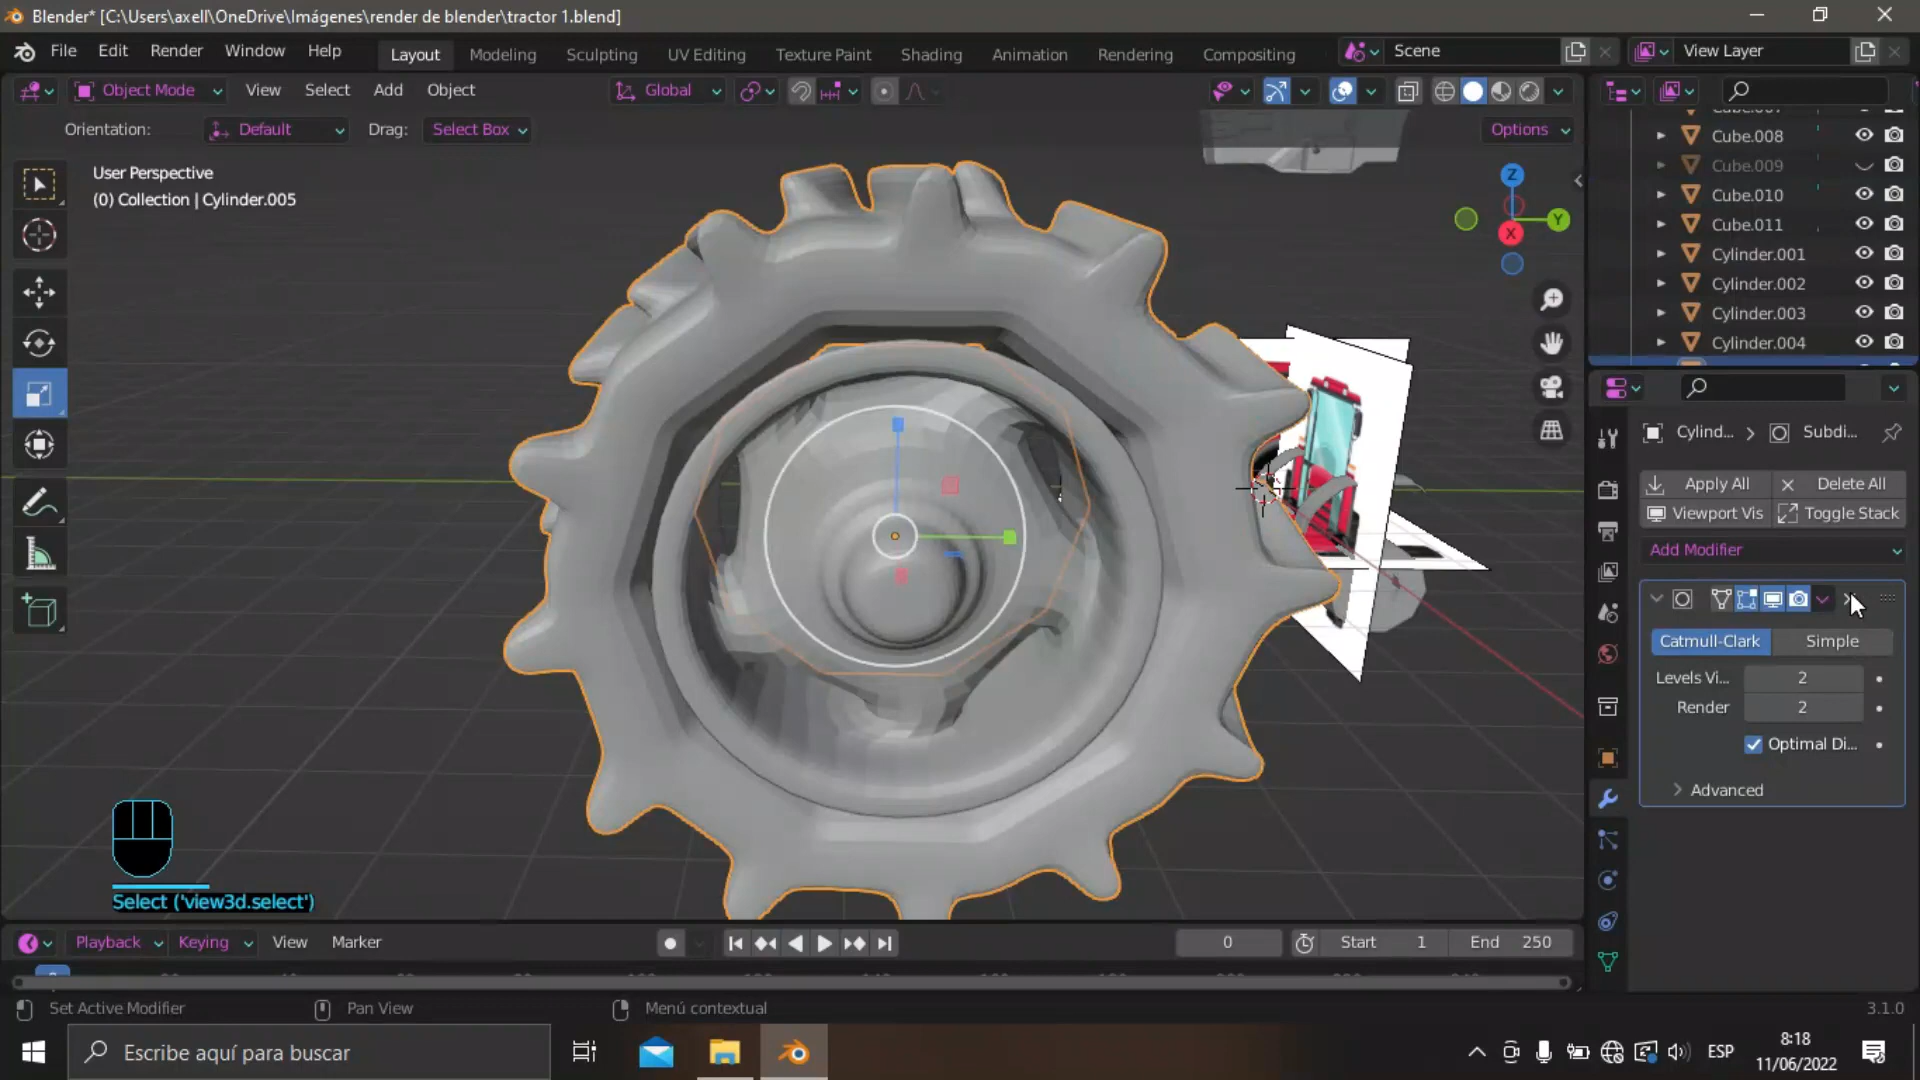 Blender* [C:\Users\axell\OneDrive\Imágenes\render de blender\tractor 1.blend]
File Edit Render Window Help Layout Modeling Sculpting UV Editing Texture Paint Shading Animation Rendering Compositing Scene View Layer
Object Mode View Select Add Object Global
Orientation: Default Drag: Select Box Options
User Perspective
(0) Collection | Cylinder.005
Z
Y
X
Cube.007
Cube.008
Cube.009
Cube.010
Cube.011
Cylinder.001
Cylinder.002
Cylinder.003
Cylinder.004
Cylind... Subdi...
Apply All Delete All
Viewport Vis Toggle Stack
Add Modifier
Catmull-Clark Simple
Levels Vi... 2
Render 2
Optimal Di...
Advanced
Select ('view3d.select')
Playback Keying View Marker 0 Start 1 End 250
Set Active Modifier Pan View Menú contextual 3.1.0
Escribe aquí para buscar
ESP
8:18
11/06/2022